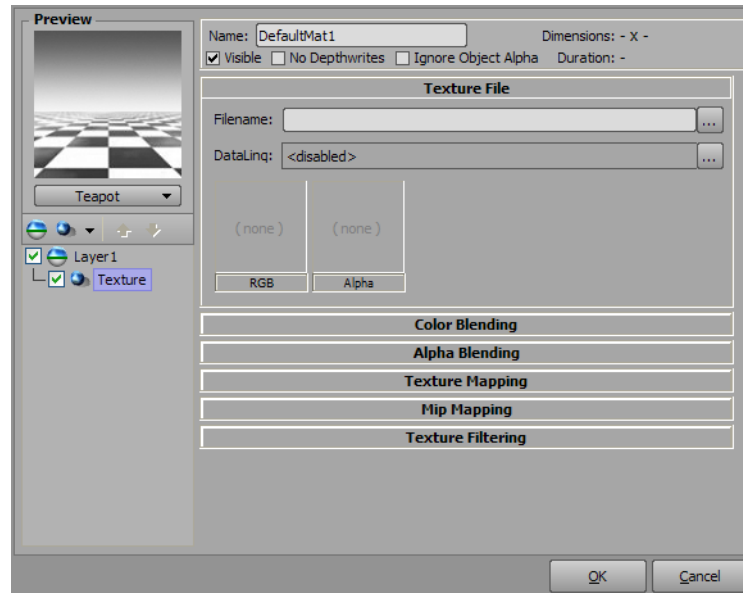 Preview
Name: DefaultMat1 Dimensions: - X -
Visible No Depthwrites Ignore Object Alpha Duration: -
Texture File
Filename: ...
DataLinq: <disabled> ...
Teapot
(none) (none)
RGB Alpha
Layer1
Texture
Color Blending
Alpha Blending
Texture Mapping
Mip Mapping
Texture Filtering
OK Cancel